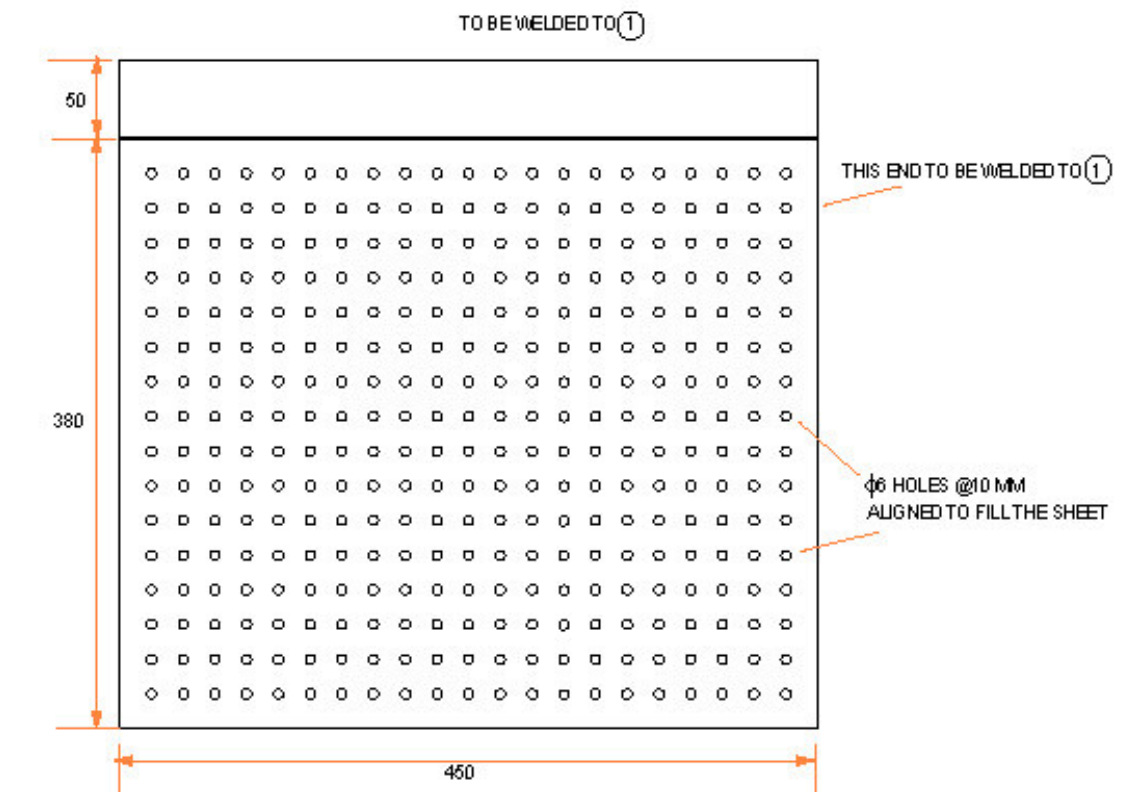 TO BE WELDED TO 1
50
THIS END TO BE WELDED TO 1
380
ϕ6 HOLES @10 MM
ALIGNED TO FILL THE SHEET
450